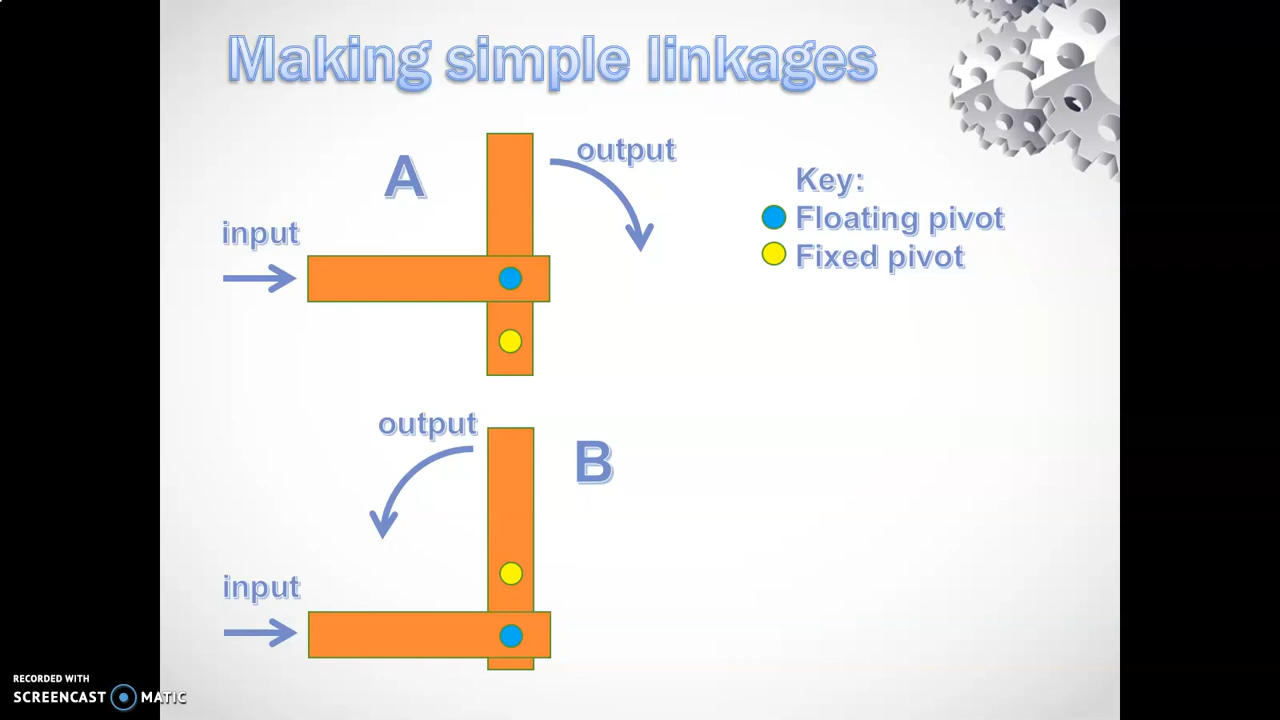 Making simple linkages
A
output
input
Key:
Floating pivot
Fixed pivot
output
B
input
RECORDED WITH
SCREENCAST MATIC